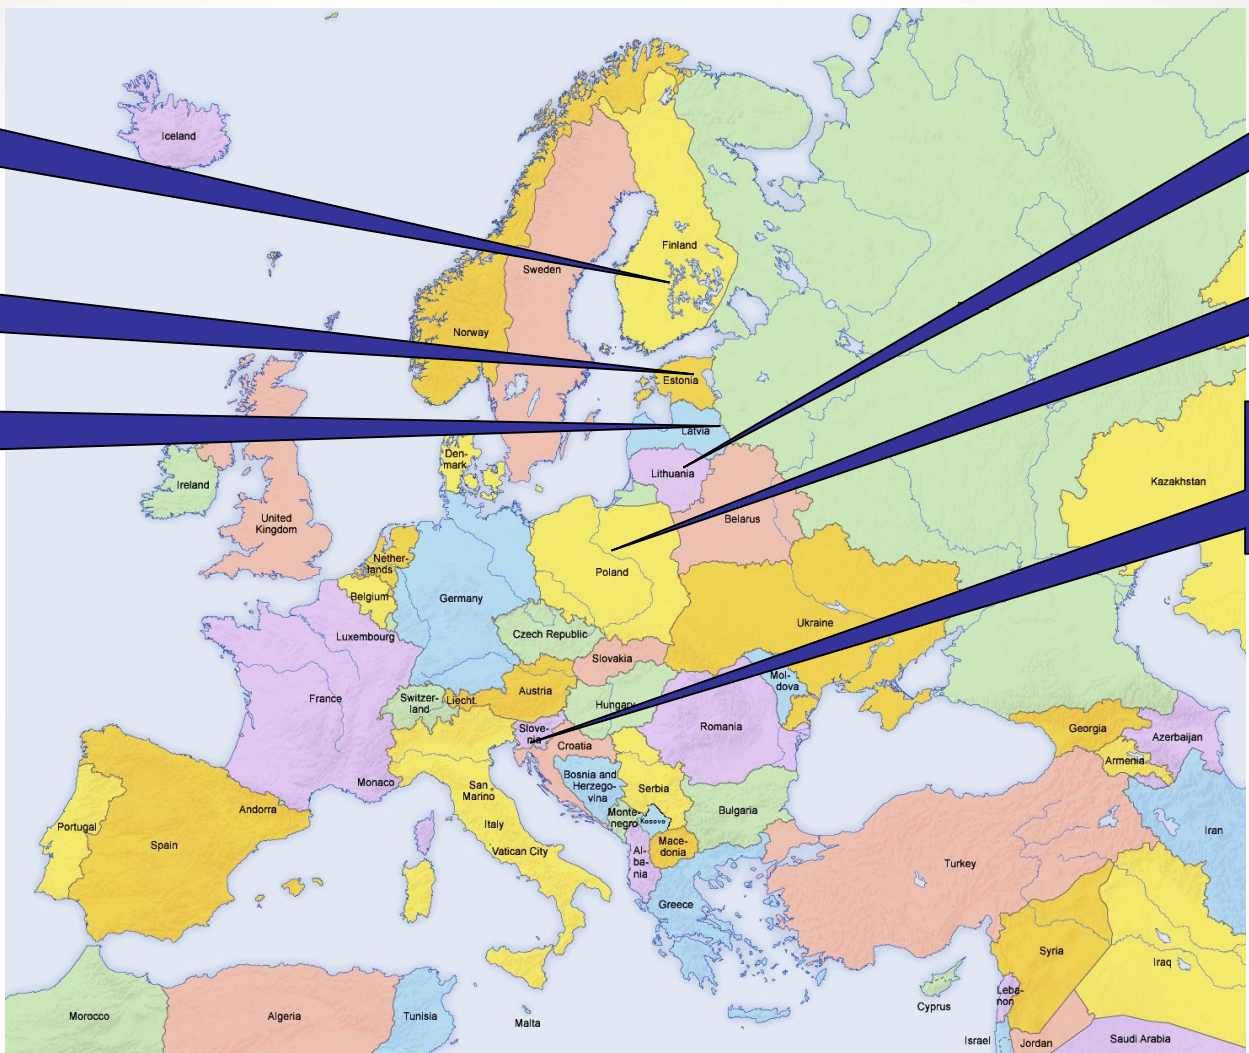 Iceland
Finland
Sweden
Norway
Estonia
Latvia
Den-
mark
Lithuania
Ireland
Kazakhstan
United
Kingdom
Belarus
Nether-
lands
Poland
Belgium
Germany
Ukraine
Luxembourg
Czech Republic
Slovakia
Mol-
dova
Austria
France
Switzer-
land
Liecht.
Hungary
Slove-
nia
Romania
Croatia
Georgia
Azerbaijan
Armenia
Monaco
San
Marino
Bosnia and
Herzego-
vina
Serbia
Andorra
Monte-
negro
Kosovo
Bulgaria
Portugal
Spain
Italy
Vatican City
Mace-
donia
Al-
ba-
nia
Iran
Turkey
Greece
Syria
Iraq
Leba-
non
Cyprus
Morocco
Algeria
Tunisia
Malta
Israel
Jordan
Saudi Arabia